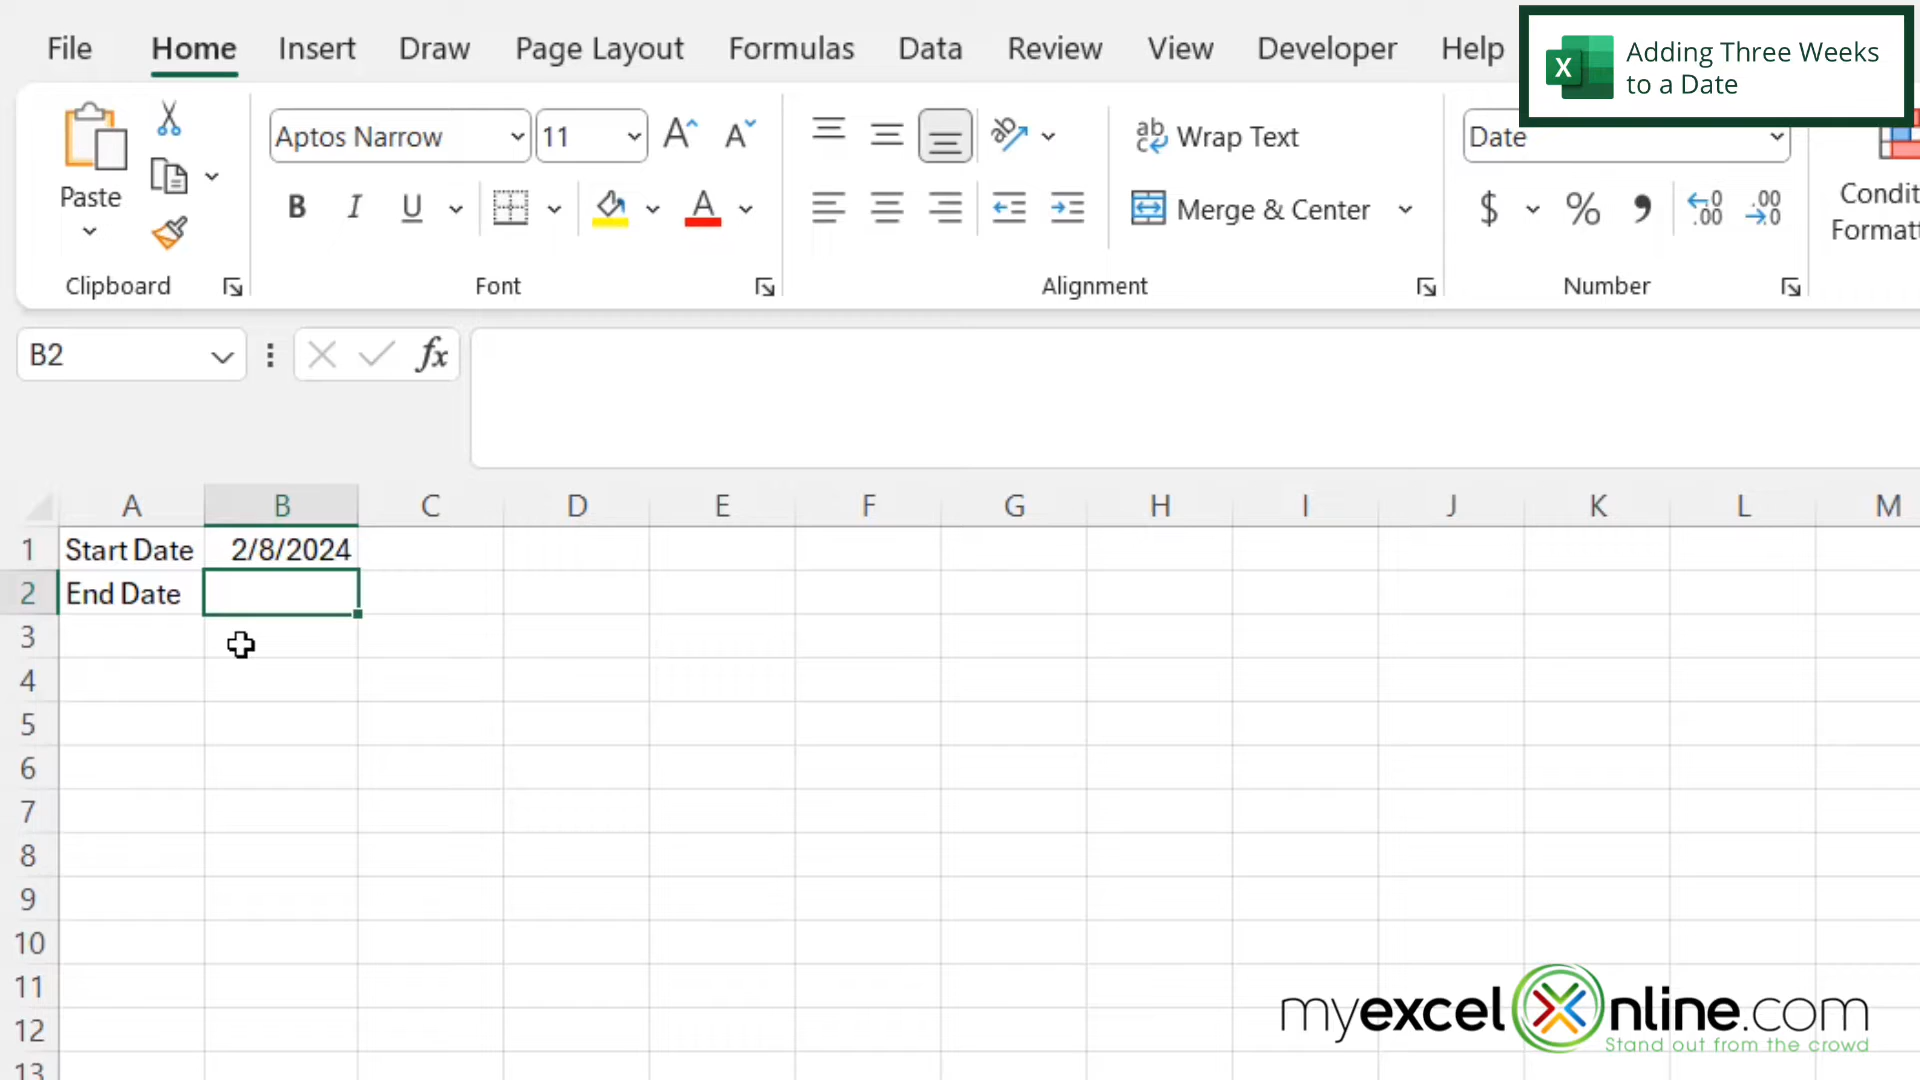 File Home Insert Draw Page Layout Formulas Data Review View Developer Help
Adding Three Weeks
to a Date
Aptos Narrow 11 Wrap Text Date
Paste Merge & Center
Clipboard Font Alignment Number
B2
fx
A B C D E F G H I J K L M
1 Start Date 2/8/2024
2 End Date
3
4
5
6
7
8
9
10
11
12
13
myexcelonline.com
Stand out from the crowd